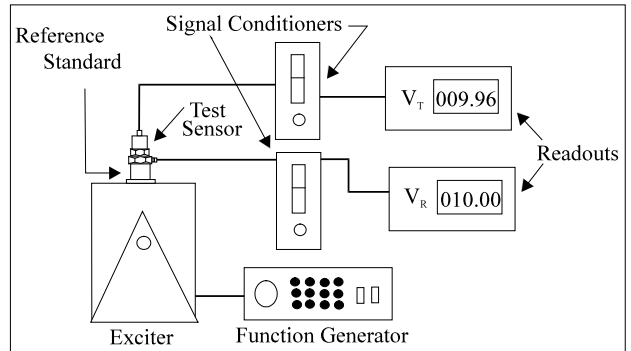 Signal Conditioners
Reference
Standard
Test
Sensor
V_T 009.96
Readouts
V_R 010.00
Exciter
Function Generator